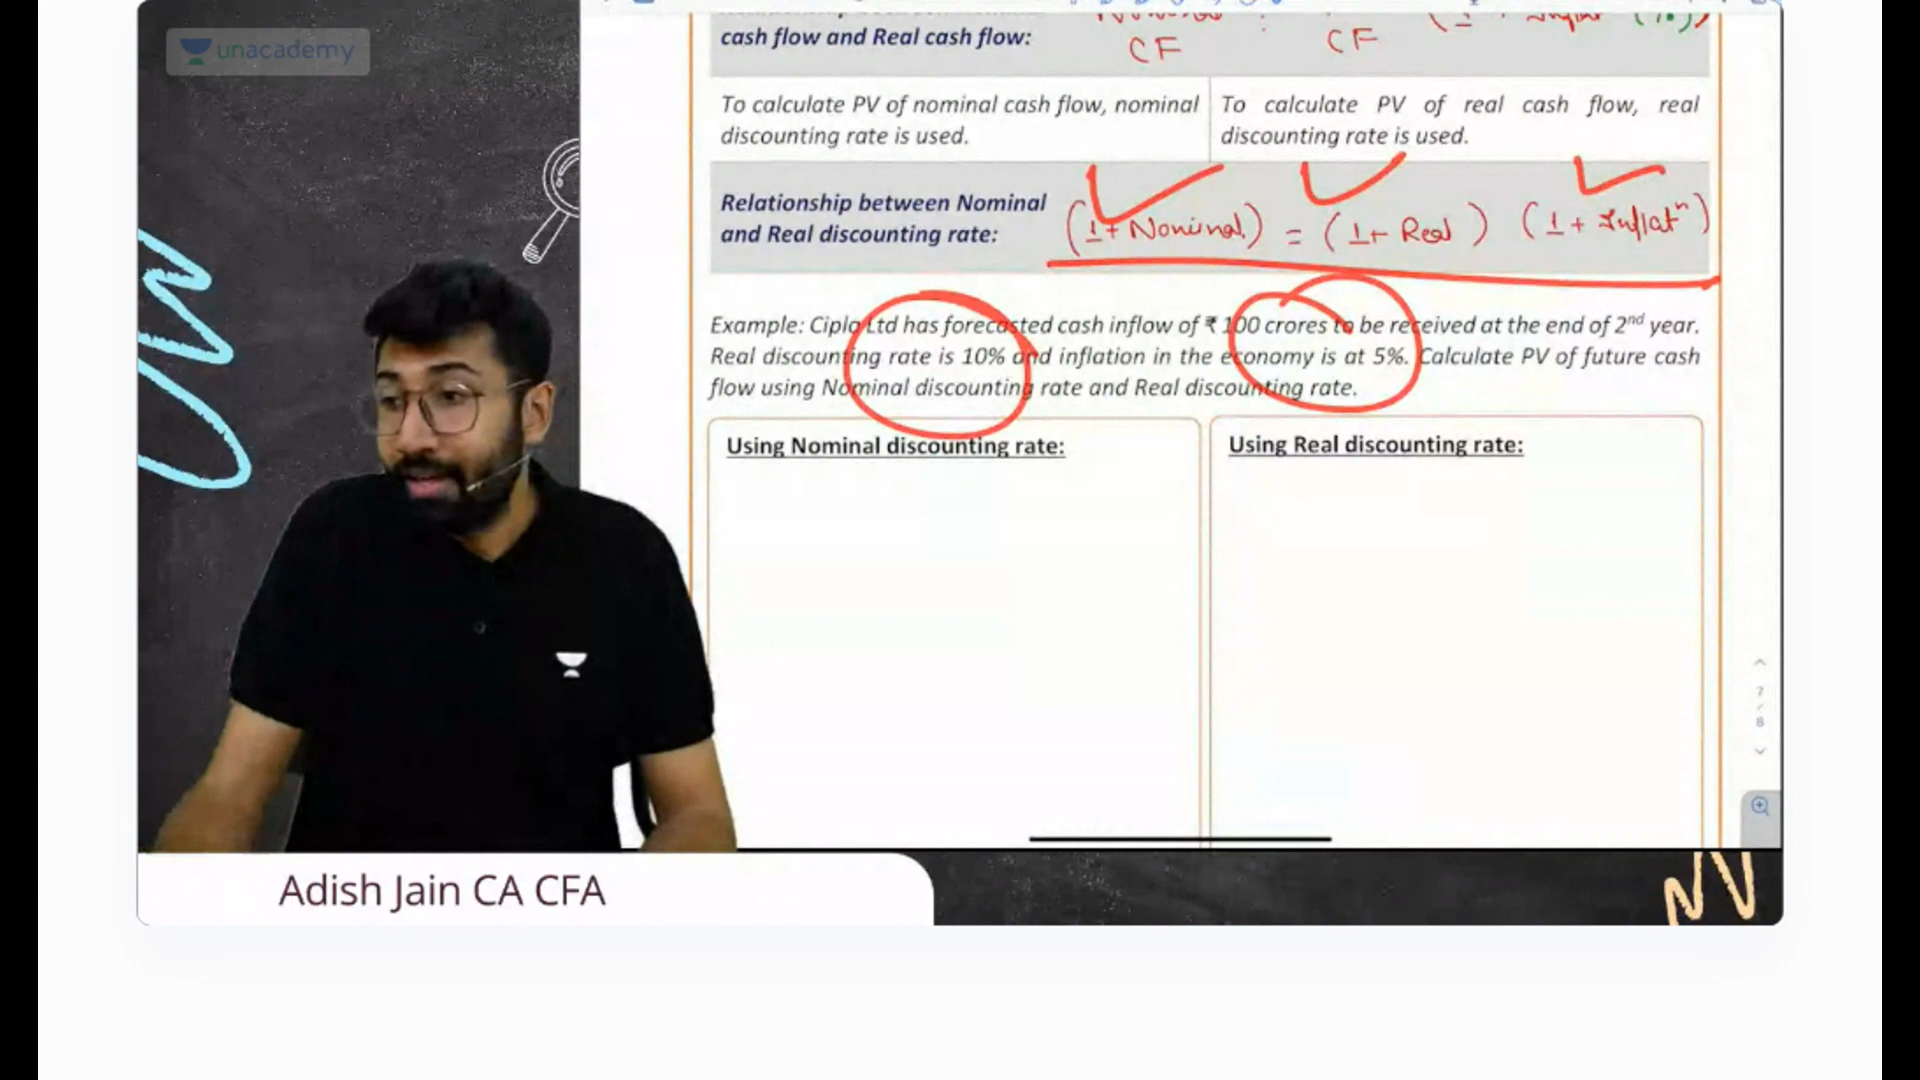 unacademy
cash flow and Real cash flow:
CF
CF
To calculate PV of nominal cash flow, nominal
discounting rate is used.
To calculate PV of real cash flow, real
discounting rate is used.
Relationship between Nominal
and Real discounting rate:
(1+ Nominal) = (1+ Real) (1 + Inflatⁿ)
Example: Cipla Ltd has forecasted cash inflow of ₹ 100 crores to be received at the end of 2nd year.
Real discounting rate is 10% and inflation in the economy is at 5%. Calculate PV of future cash
flow using Nominal discounting rate and Real discounting rate.
Using Nominal discounting rate:
Using Real discounting rate:
7
/
8
Adish Jain CA CFA